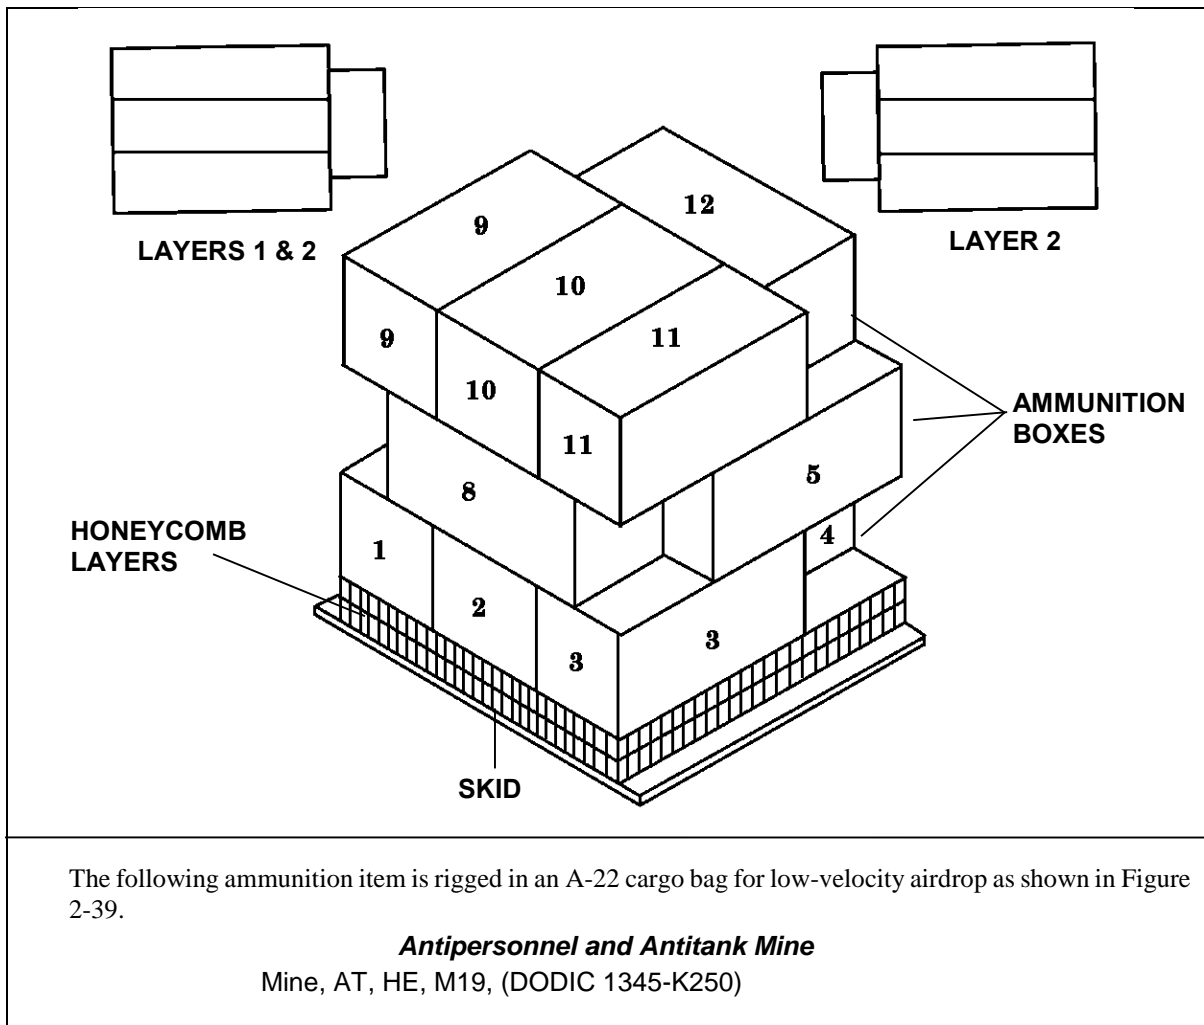 LAYERS 1 & 2
LAYER 2
9
12
10
11
9
10
11
AMMUNITION
BOXES
8
5
HONEYCOMB
LAYERS
1
4
2
3
3
SKID
The following ammunition item is rigged in an A-22 cargo bag for low-velocity airdrop as shown in Figure
2-39.
Antipersonnel and Antitank Mine
Mine, AT, HE, M19, (DODIC 1345-K250)